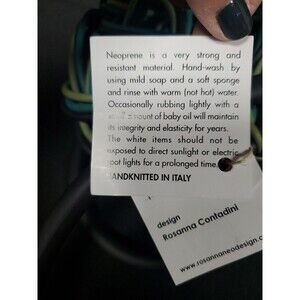 Neoprene is a very strong and
resistant material. Hand-wash by
using mild soap and a soft sponge
and rinse with warm (not hot) water.
Occasionally rubbing lightly with a
amount of baby oil will maintain
its integrity and elasticity for years.
The white items should not be
exposed to direct sunlight or electric
spot lights for a prolonged time.
HANDKNITTED IN ITALY
design
Rosanna Contadini
www.rosannaneodesign.c